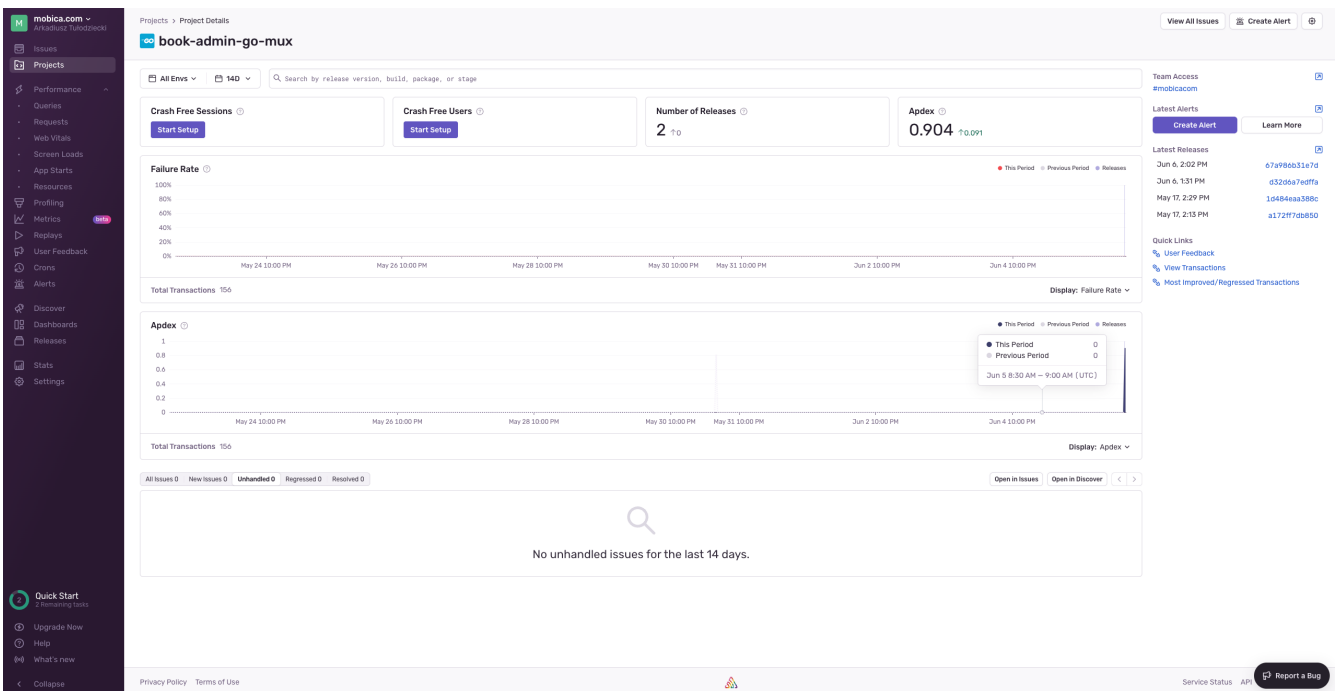 M
mobica.com
Arkadiusz Tułodziecki
Issues
Projects
Performance
Queries
Requests
Web Vitals
Screen Loads
App Starts
Resources
Profiling
Metrics beta
Replays
User Feedback
Crons
Alerts
Discover
Dashboards
Releases
Stats
Settings
2
Quick Start
2 Remaining tasks
Upgrade Now
Help
What's new
Collapse
Projects > Project Details
GO book-admin-go-mux
View All Issues
Create Alert
All Envs
14D
Search by release version, build, package, or stage
Crash Free Sessions
Start Setup
Crash Free Users
Start Setup
Number of Releases
2 ↑0
Apdex
0.904 ↑0.091
Failure Rate
This Period Previous Period Releases
100%
80%
60%
40%
20%
0%
May 24 10:00 PM May 26 10:00 PM May 28 10:00 PM May 30 10:00 PM May 31 10:00 PM Jun 2 10:00 PM Jun 4 10:00 PM
Total Transactions 156
Display: Failure Rate
Apdex
This Period Previous Period Releases
1
0.8
0.6
0.4
0.2
0
This Period 0
Previous Period 0
Jun 5 8:30 AM — 9:00 AM (UTC)
May 24 10:00 PM May 26 10:00 PM May 28 10:00 PM May 30 10:00 PM May 31 10:00 PM Jun 2 10:00 PM Jun 4 10:00 PM
Total Transactions 156
Display: Apdex
All Issues 0 New Issues 0 Unhandled 0 Regressed 0 Resolved 0
Open in Issues Open in Discover < >
No unhandled issues for the last 14 days.
Team Access
#mobicacom
Latest Alerts
Create Alert Learn More
Latest Releases
Jun 6, 2:02 PM 67a986b31e7d
Jun 6, 1:31 PM d32d6a7edffa
May 17, 2:29 PM 1d484eaa388c
May 17, 2:13 PM a172ff7db850
Quick Links
User Feedback
View Transactions
Most Improved/Regressed Transactions
Privacy Policy Terms of Use
Service Status API
Report a Bug